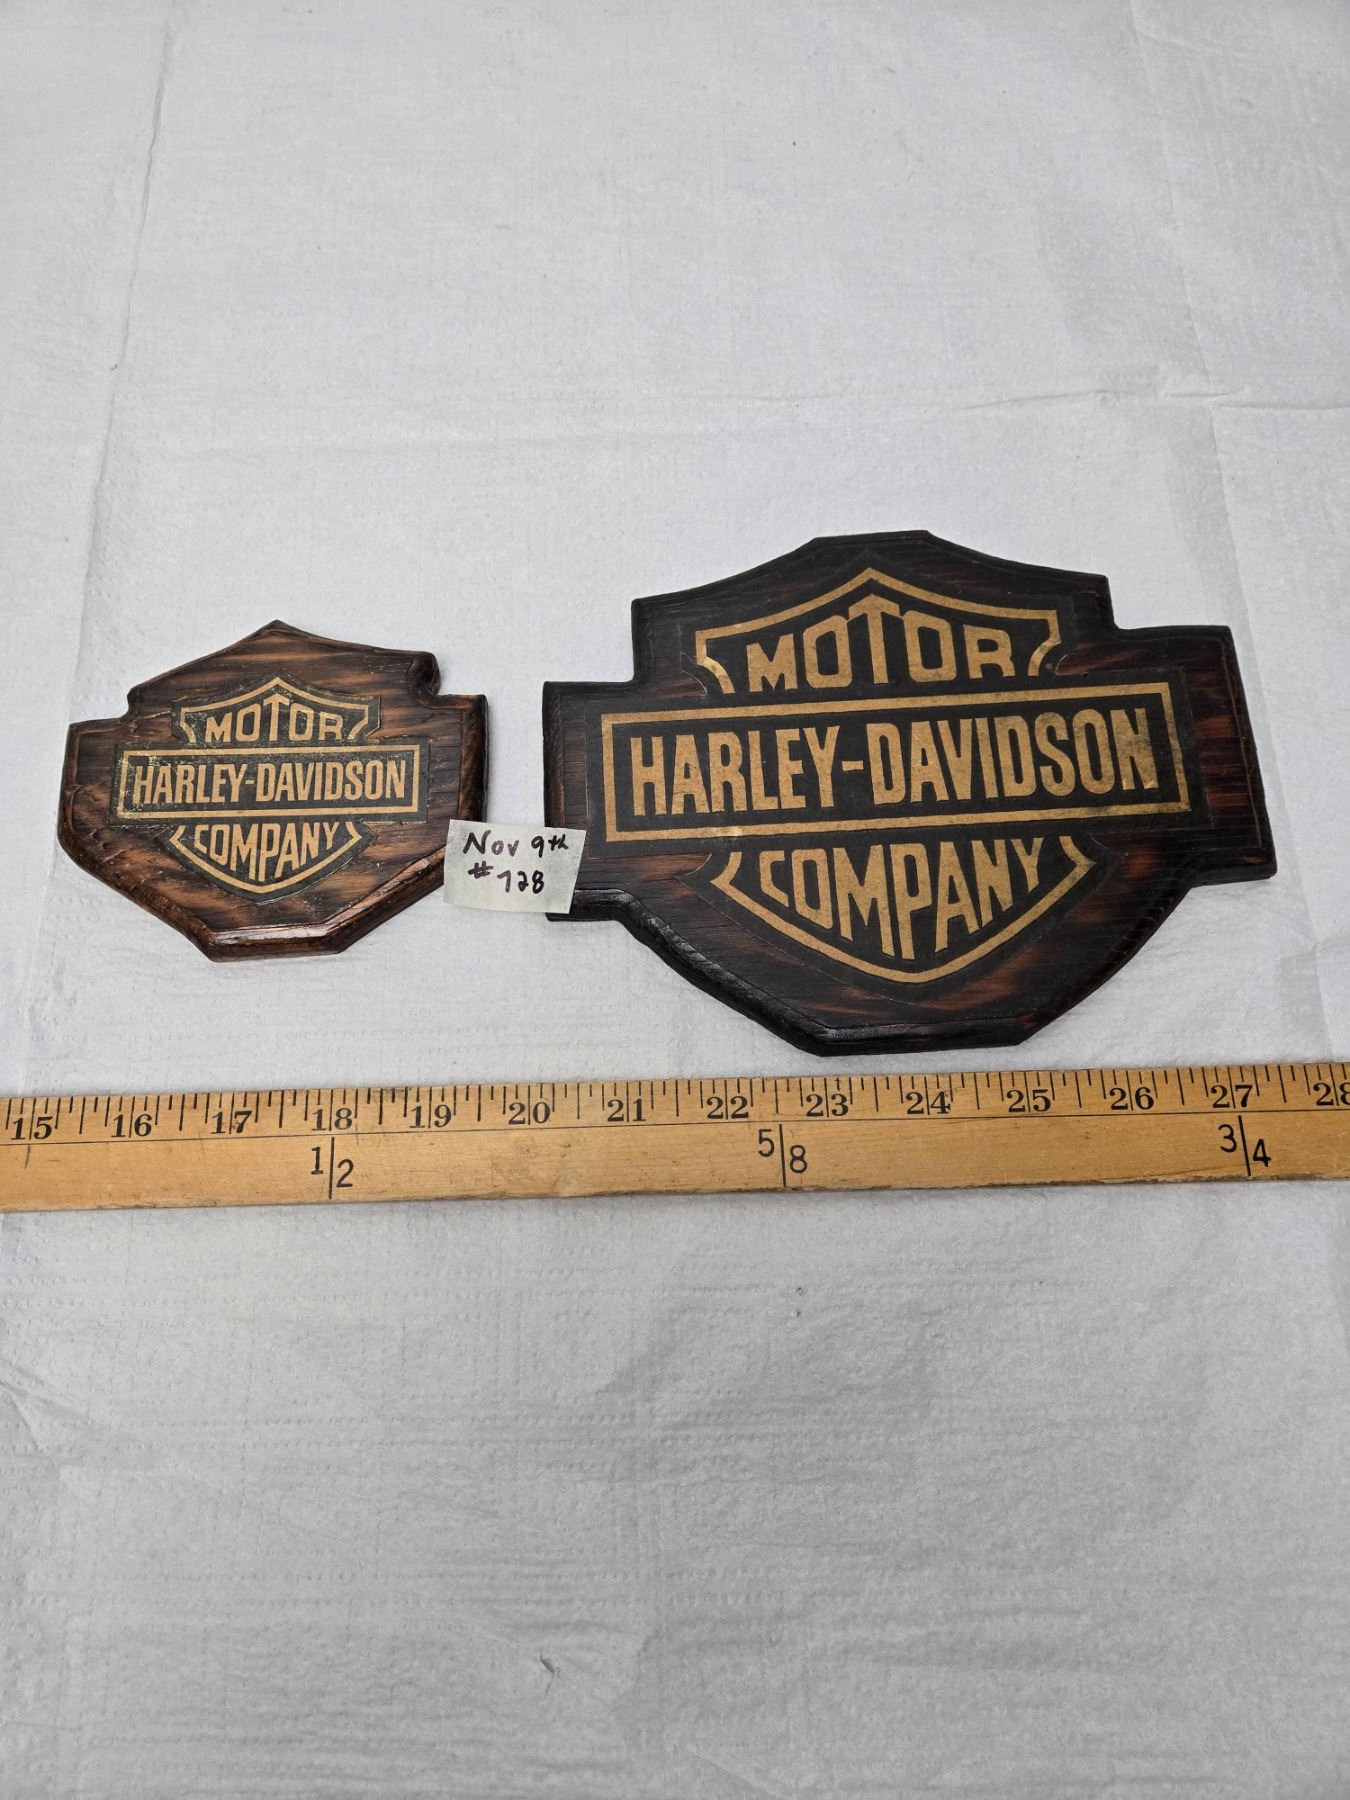 MOTOR
HARLEY-DAVIDSON
COMPANY
MOTOR
HARLEY-DAVIDSON
COMPANY
Nov 9th
#728
15 16 17 18 19 20 21 22 23 24 25 26 27 28
1|2 5|8 3|4